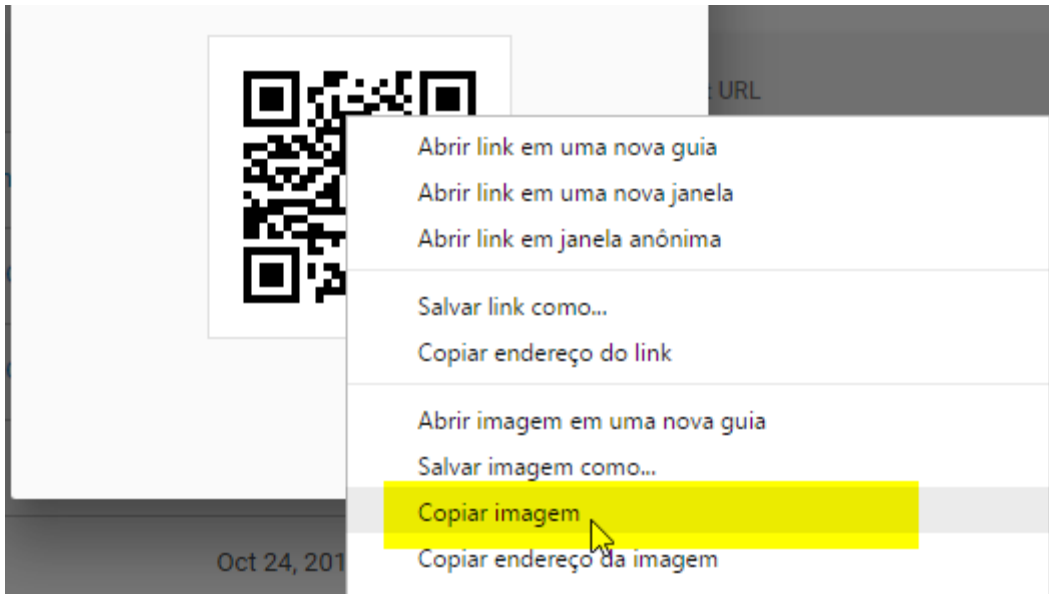 URL
Abrir link em uma nova guia
Abrir link em uma nova janela
Abrir link em janela anônima
Salvar link como...
Copiar endereço do link
Abrir imagem em uma nova guia
Salvar imagem como...
Copiar imagem
Oct 24, 201
Copiar endereço da imagem